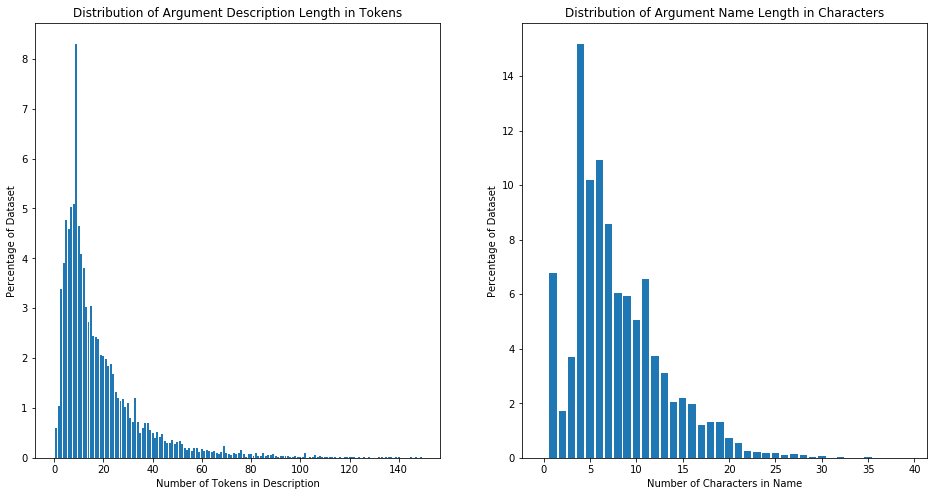 Distribution of Argument Description Length in Tokens
Percentage of Dataset
8
7
6
5
4
3
2
1
0
0 20 40 60 80 100 120 140
Number of Tokens in Description
Distribution of Argument Name Length in Characters
Percentage of Dataset
14
12
10
8
6
4
2
0
0 5 10 15 20 25 30 35 40
Number of Characters in Name